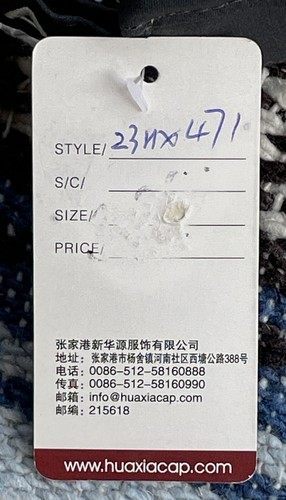 STYLE/ 23HX471
S/C/
SIZE/
PRICE/
张家港新华源服饰有限公司
地址：张家港市杨舍镇河南社区西塘公路388号
电话：0086-512-58160888
传真：0086-512-58160990
邮箱：info@huaxiacap.com
邮编：215618
www.huaxiacap.com